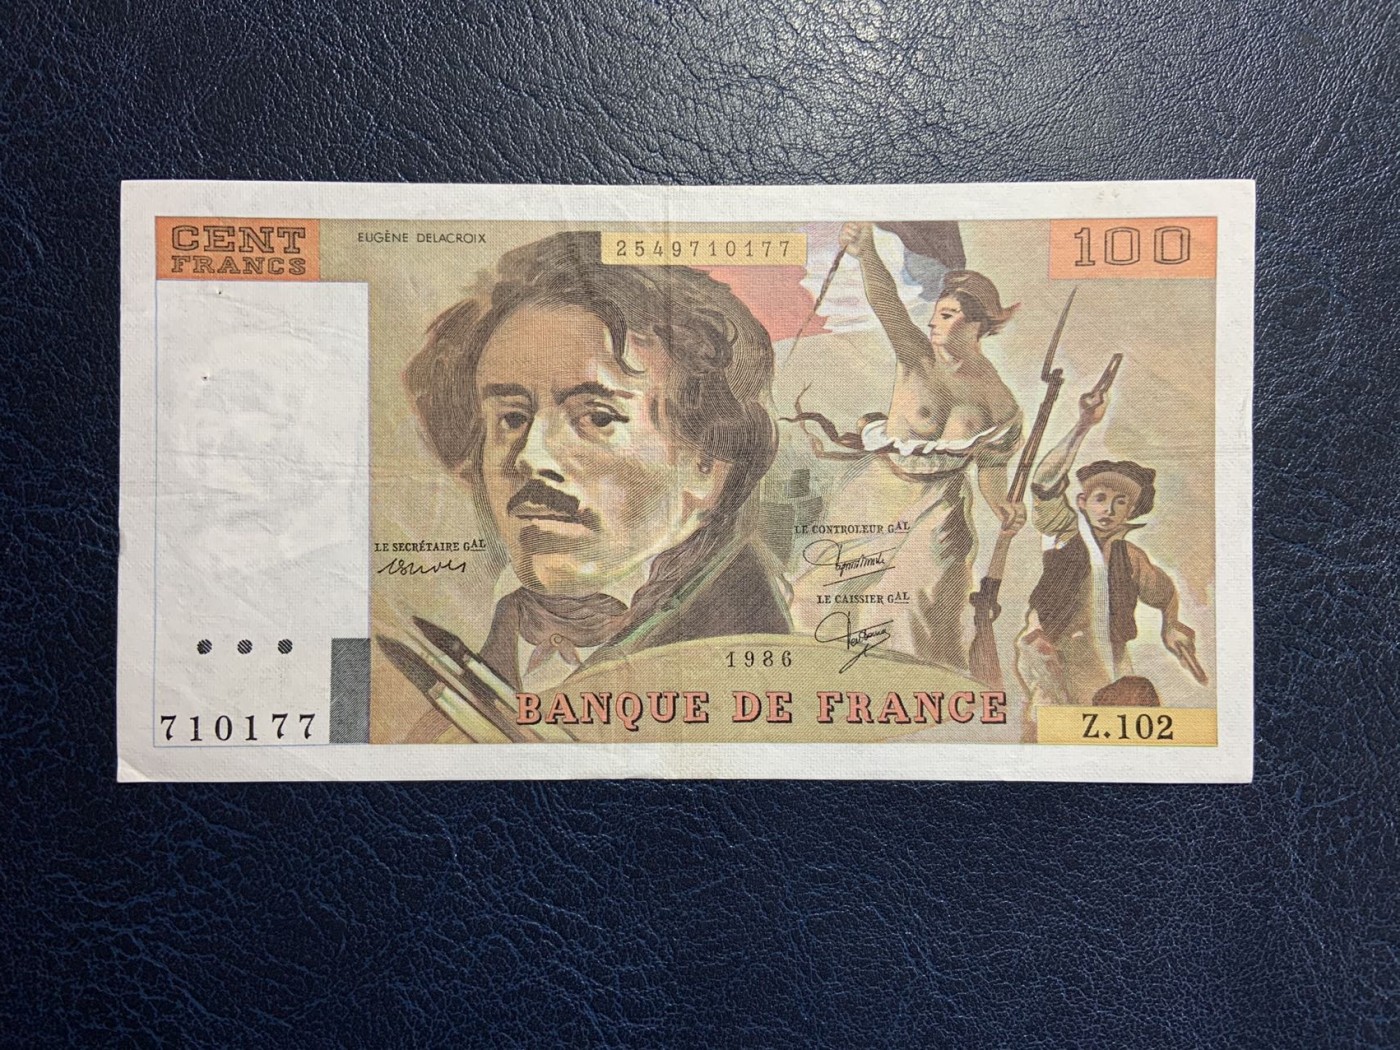 CENT
FRANCS
EUGÈNE DELACROIX
2549710177
100
LE CONTROLEUR GAL
LE SECRÉTAIRE GAL
LE CAISSIER GAL
1986
BANQUE DE FRANCE
710177
Z.102